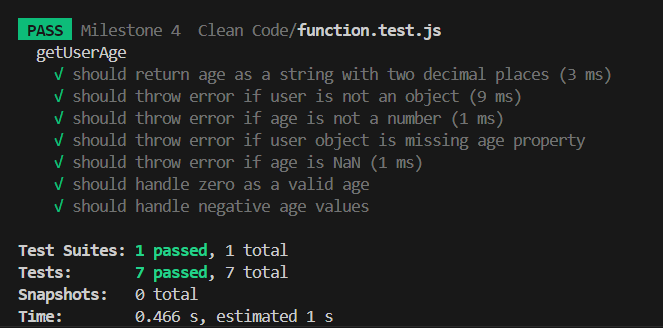 PASS Milestone 4  Clean Code/function.test.js
getUserAge
√ should return age as a string with two decimal places (3 ms)
√ should throw error if user is not an object (9 ms)
√ should throw error if age is not a number (1 ms)
√ should throw error if user object is missing age property
√ should throw error if age is NaN (1 ms)
√ should handle zero as a valid age
√ should handle negative age values
Test Suites: 1 passed, 1 total
Tests: 7 passed, 7 total
Snapshots: 0 total
Time: 0.466 s, estimated 1 s